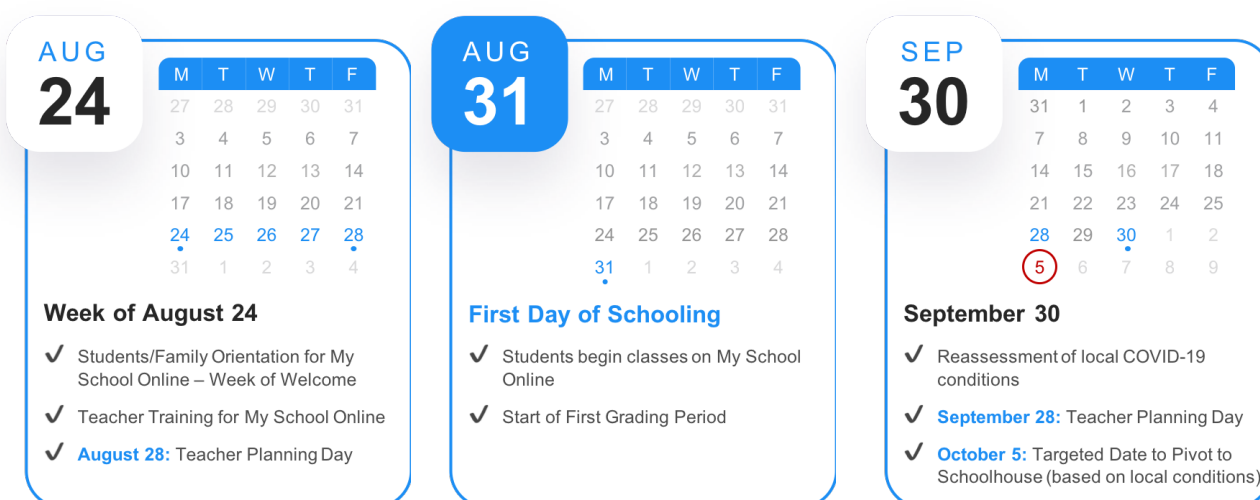 AUG
24
M T W T F
27 28 29 30 31
3 4 5 6 7
10 11 12 13 14
17 18 19 20 21
24 25 26 27 28
31 1 2 3 4
Week of August 24
Students/Family Orientation for My
School Online – Week of Welcome
Teacher Training for My School Online
August 28: Teacher Planning Day
AUG
31
M T W T F
27 28 29 30 31
3 4 5 6 7
10 11 12 13 14
17 18 19 20 21
24 25 26 27 28
31 1 2 3 4
First Day of Schooling
Students begin classes on My School
Online
Start of First Grading Period
SEP
30
M T W T F
31 1 2 3 4
7 8 9 10 11
14 15 16 17 18
21 22 23 24 25
28 29 30 1 2
5 6 7 8 9
September 30
Reassessment of local COVID-19
conditions
September 28: Teacher Planning Day
October 5: Targeted Date to Pivot to
Schoolhouse (based on local conditions)